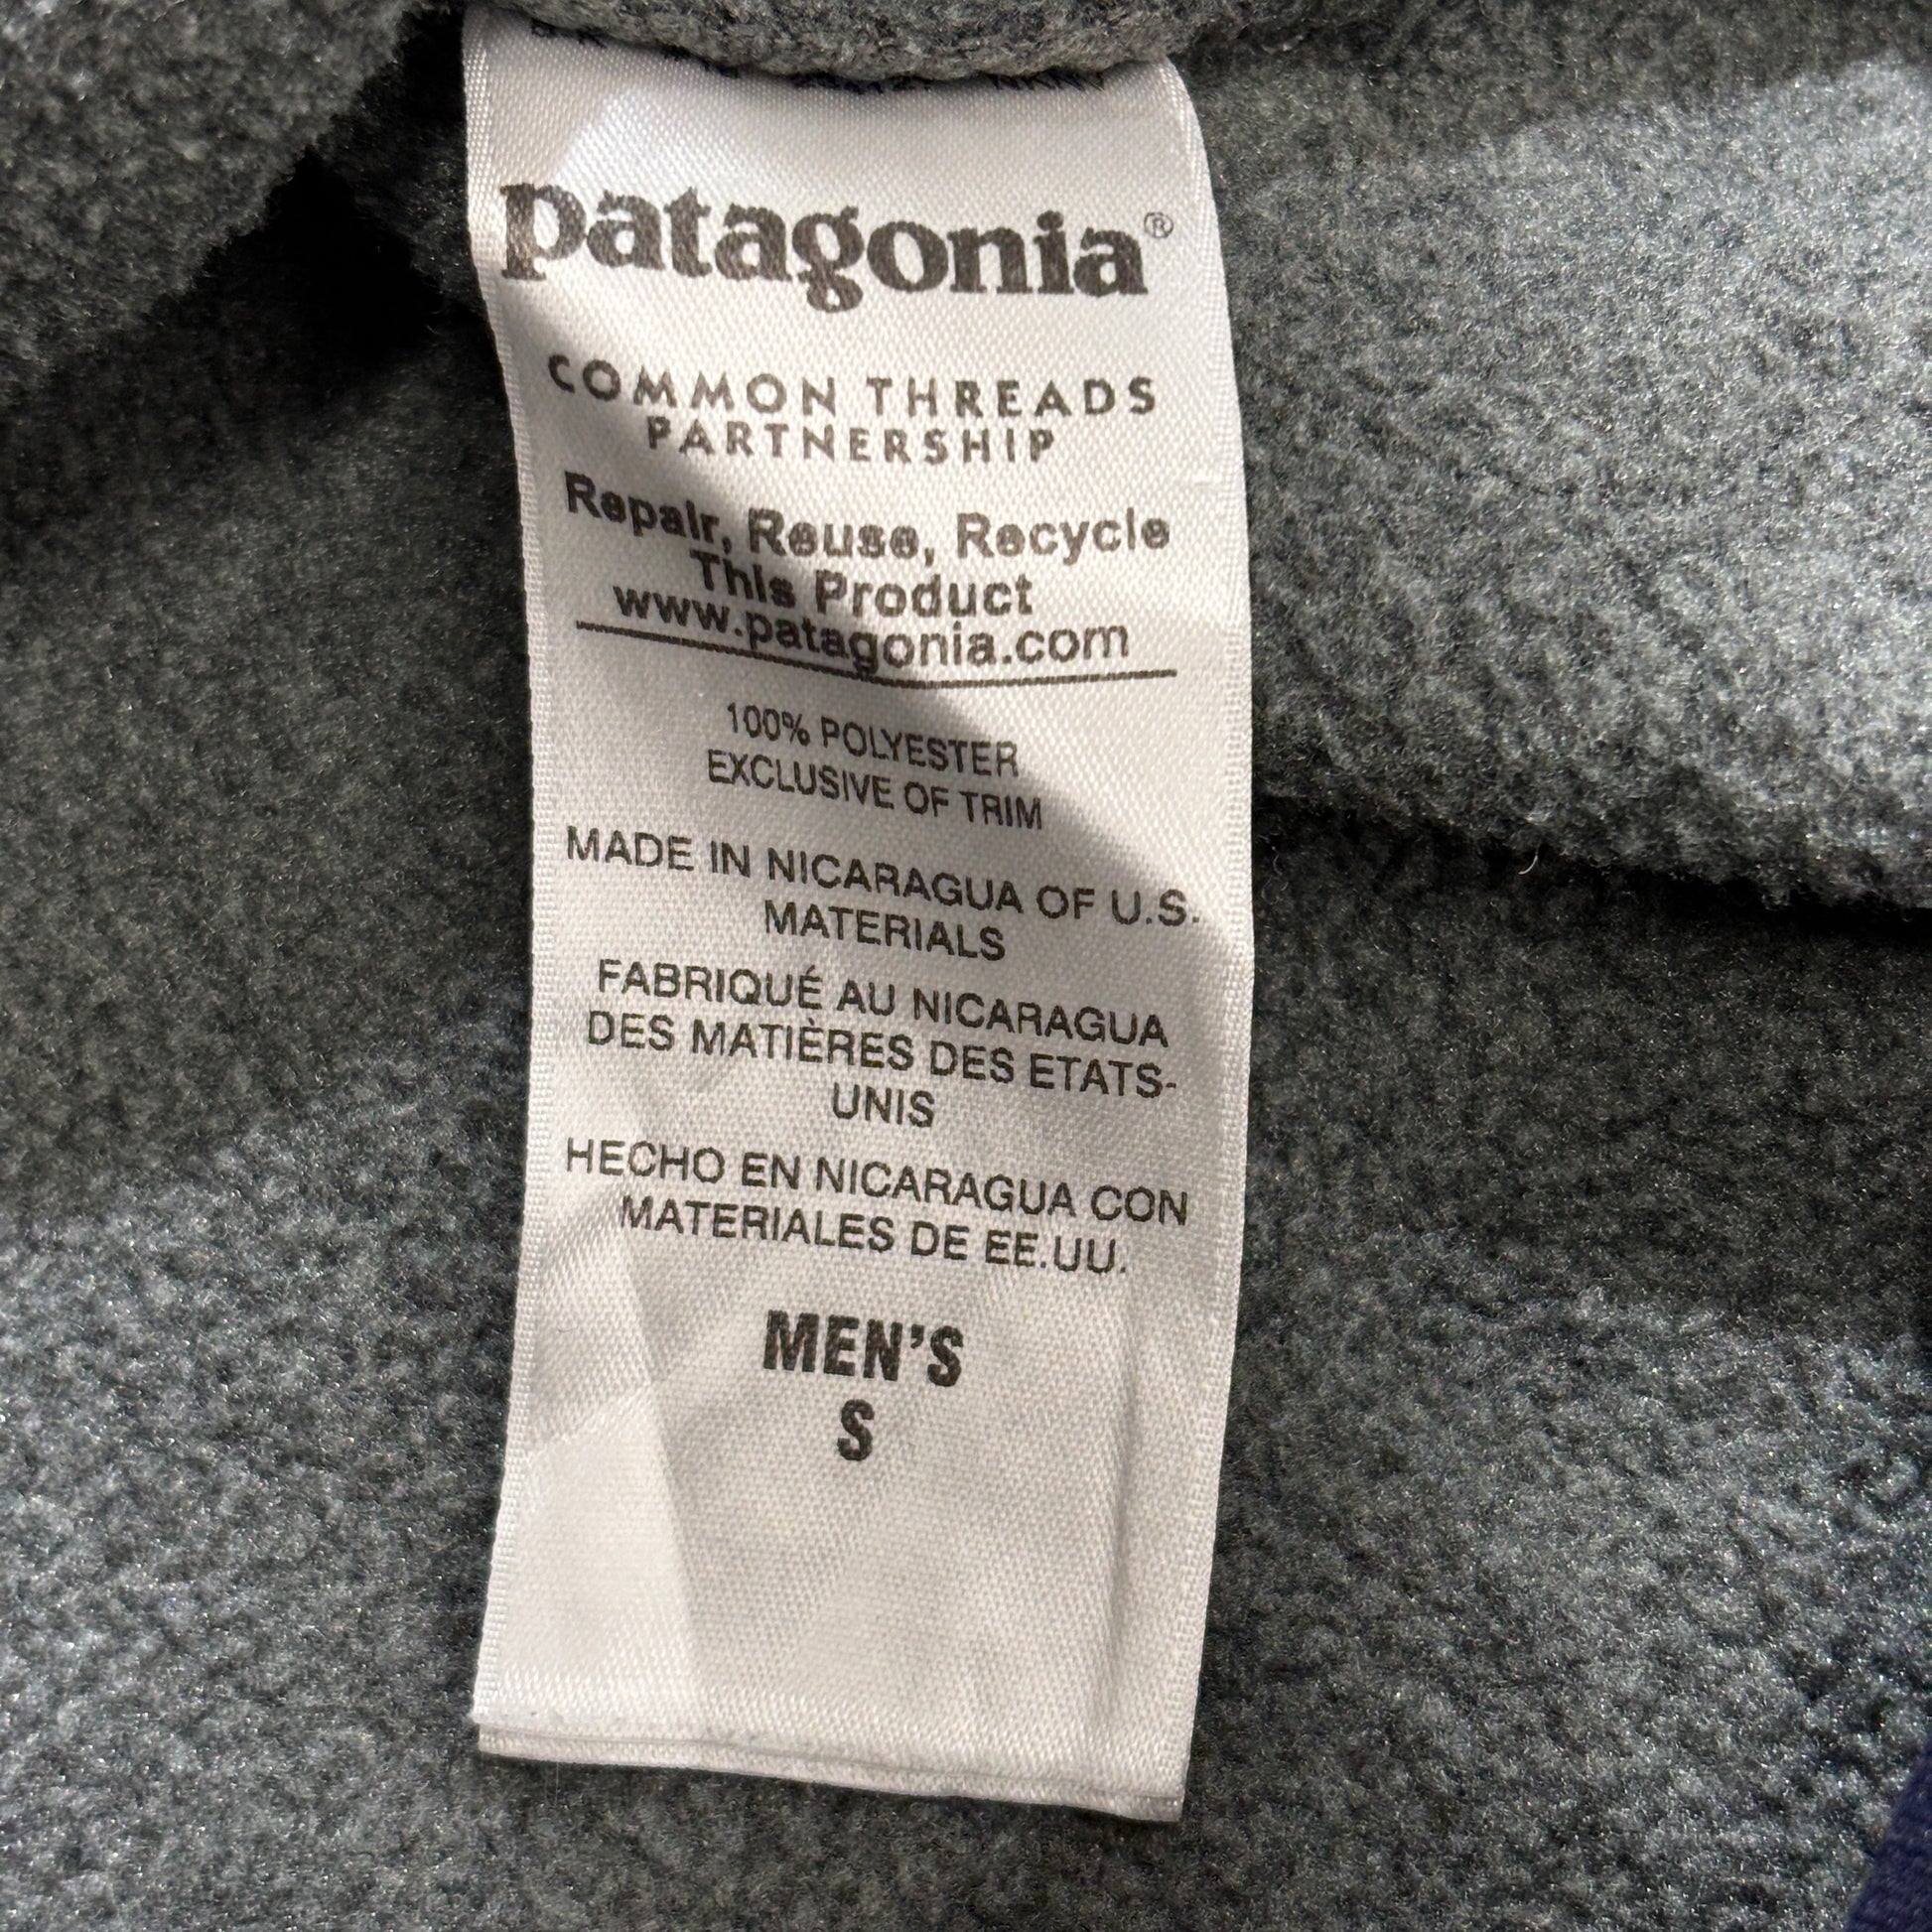 patagonia®
COMMON THREADS
PARTNERSHIP
Repair, Reuse, Recycle
This Product
www.patagonia.com
100% POLYESTER
EXCLUSIVE OF TRIM
MADE IN NICARAGUA OF U.S.
MATERIALS
FABRIQUÉ AU NICARAGUA
DES MATIÈRES DES ETATS-
UNIS
HECHO EN NICARAGUA CON
MATERIALES DE EE.UU.
MEN'S
S